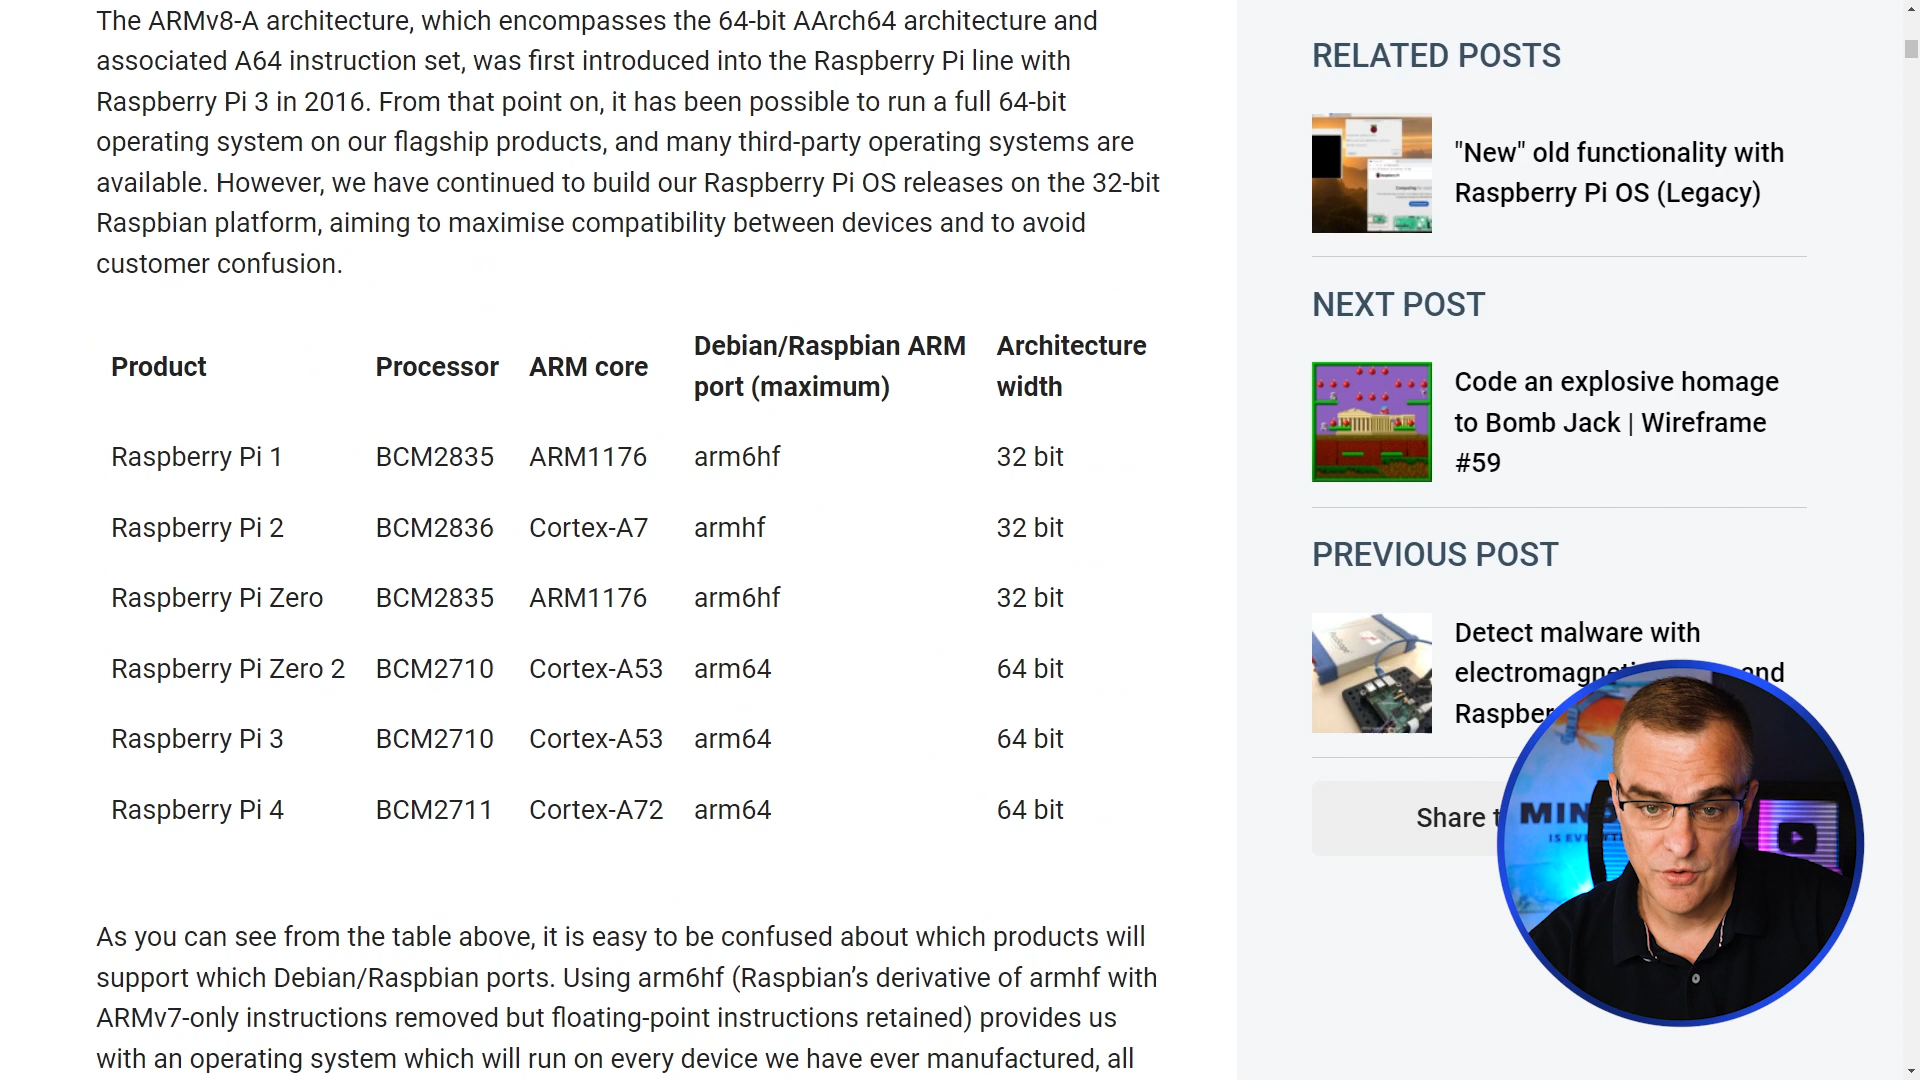 The ARMv8-A architecture, which encompasses the 64-bit AArch64 architecture and
associated A64 instruction set, was first introduced into the Raspberry Pi line with
Raspberry Pi 3 in 2016. From that point on, it has been possible to run a full 64-bit
operating system on our flagship products, and many third-party operating systems are
available. However, we have continued to build our Raspberry Pi OS releases on the 32-bit
Raspbian platform, aiming to maximise compatibility between devices and to avoid
customer confusion.
Product Processor ARM core Debian/Raspbian ARM port (maximum) Architecture width
Raspberry Pi 1 BCM2835 ARM1176 arm6hf 32 bit
Raspberry Pi 2 BCM2836 Cortex-A7 armhf 32 bit
Raspberry Pi Zero BCM2835 ARM1176 arm6hf 32 bit
Raspberry Pi Zero 2 BCM2710 Cortex-A53 arm64 64 bit
Raspberry Pi 3 BCM2710 Cortex-A53 arm64 64 bit
Raspberry Pi 4 BCM2711 Cortex-A72 arm64 64 bit
As you can see from the table above, it is easy to be confused about which products will
support which Debian/Raspbian ports. Using arm6hf (Raspbian’s derivative of armhf with
ARMv7-only instructions removed but floating-point instructions retained) provides us
with an operating system which will run on every device we have ever manufactured, all
RELATED POSTS
"New" old functionality with
Raspberry Pi OS (Legacy)
NEXT POST
Code an explosive homage
to Bomb Jack | Wireframe
#59
PREVIOUS POST
Detect malware with
Share
IS